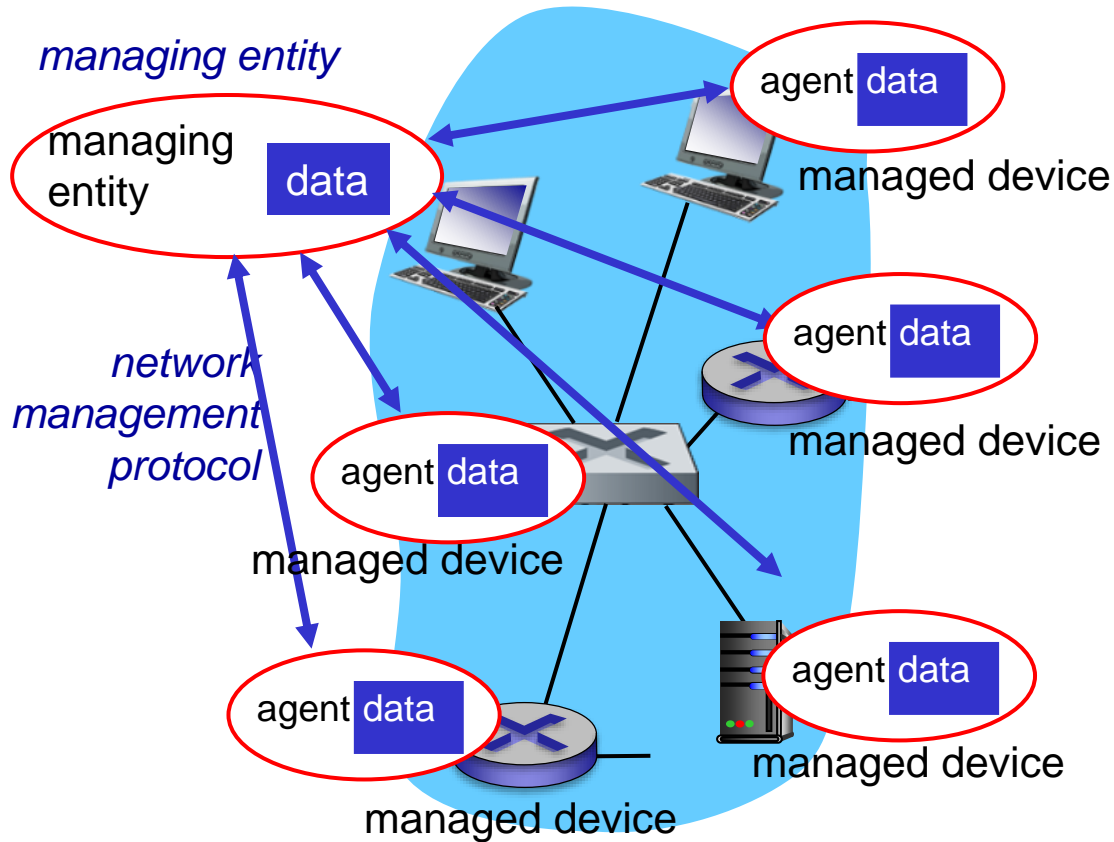 managing entity
agent data
managed device
managing
entity
data
agent data
managed device
network
management
protocol
agent data
managed device
agent data
managed device
agent data
managed device